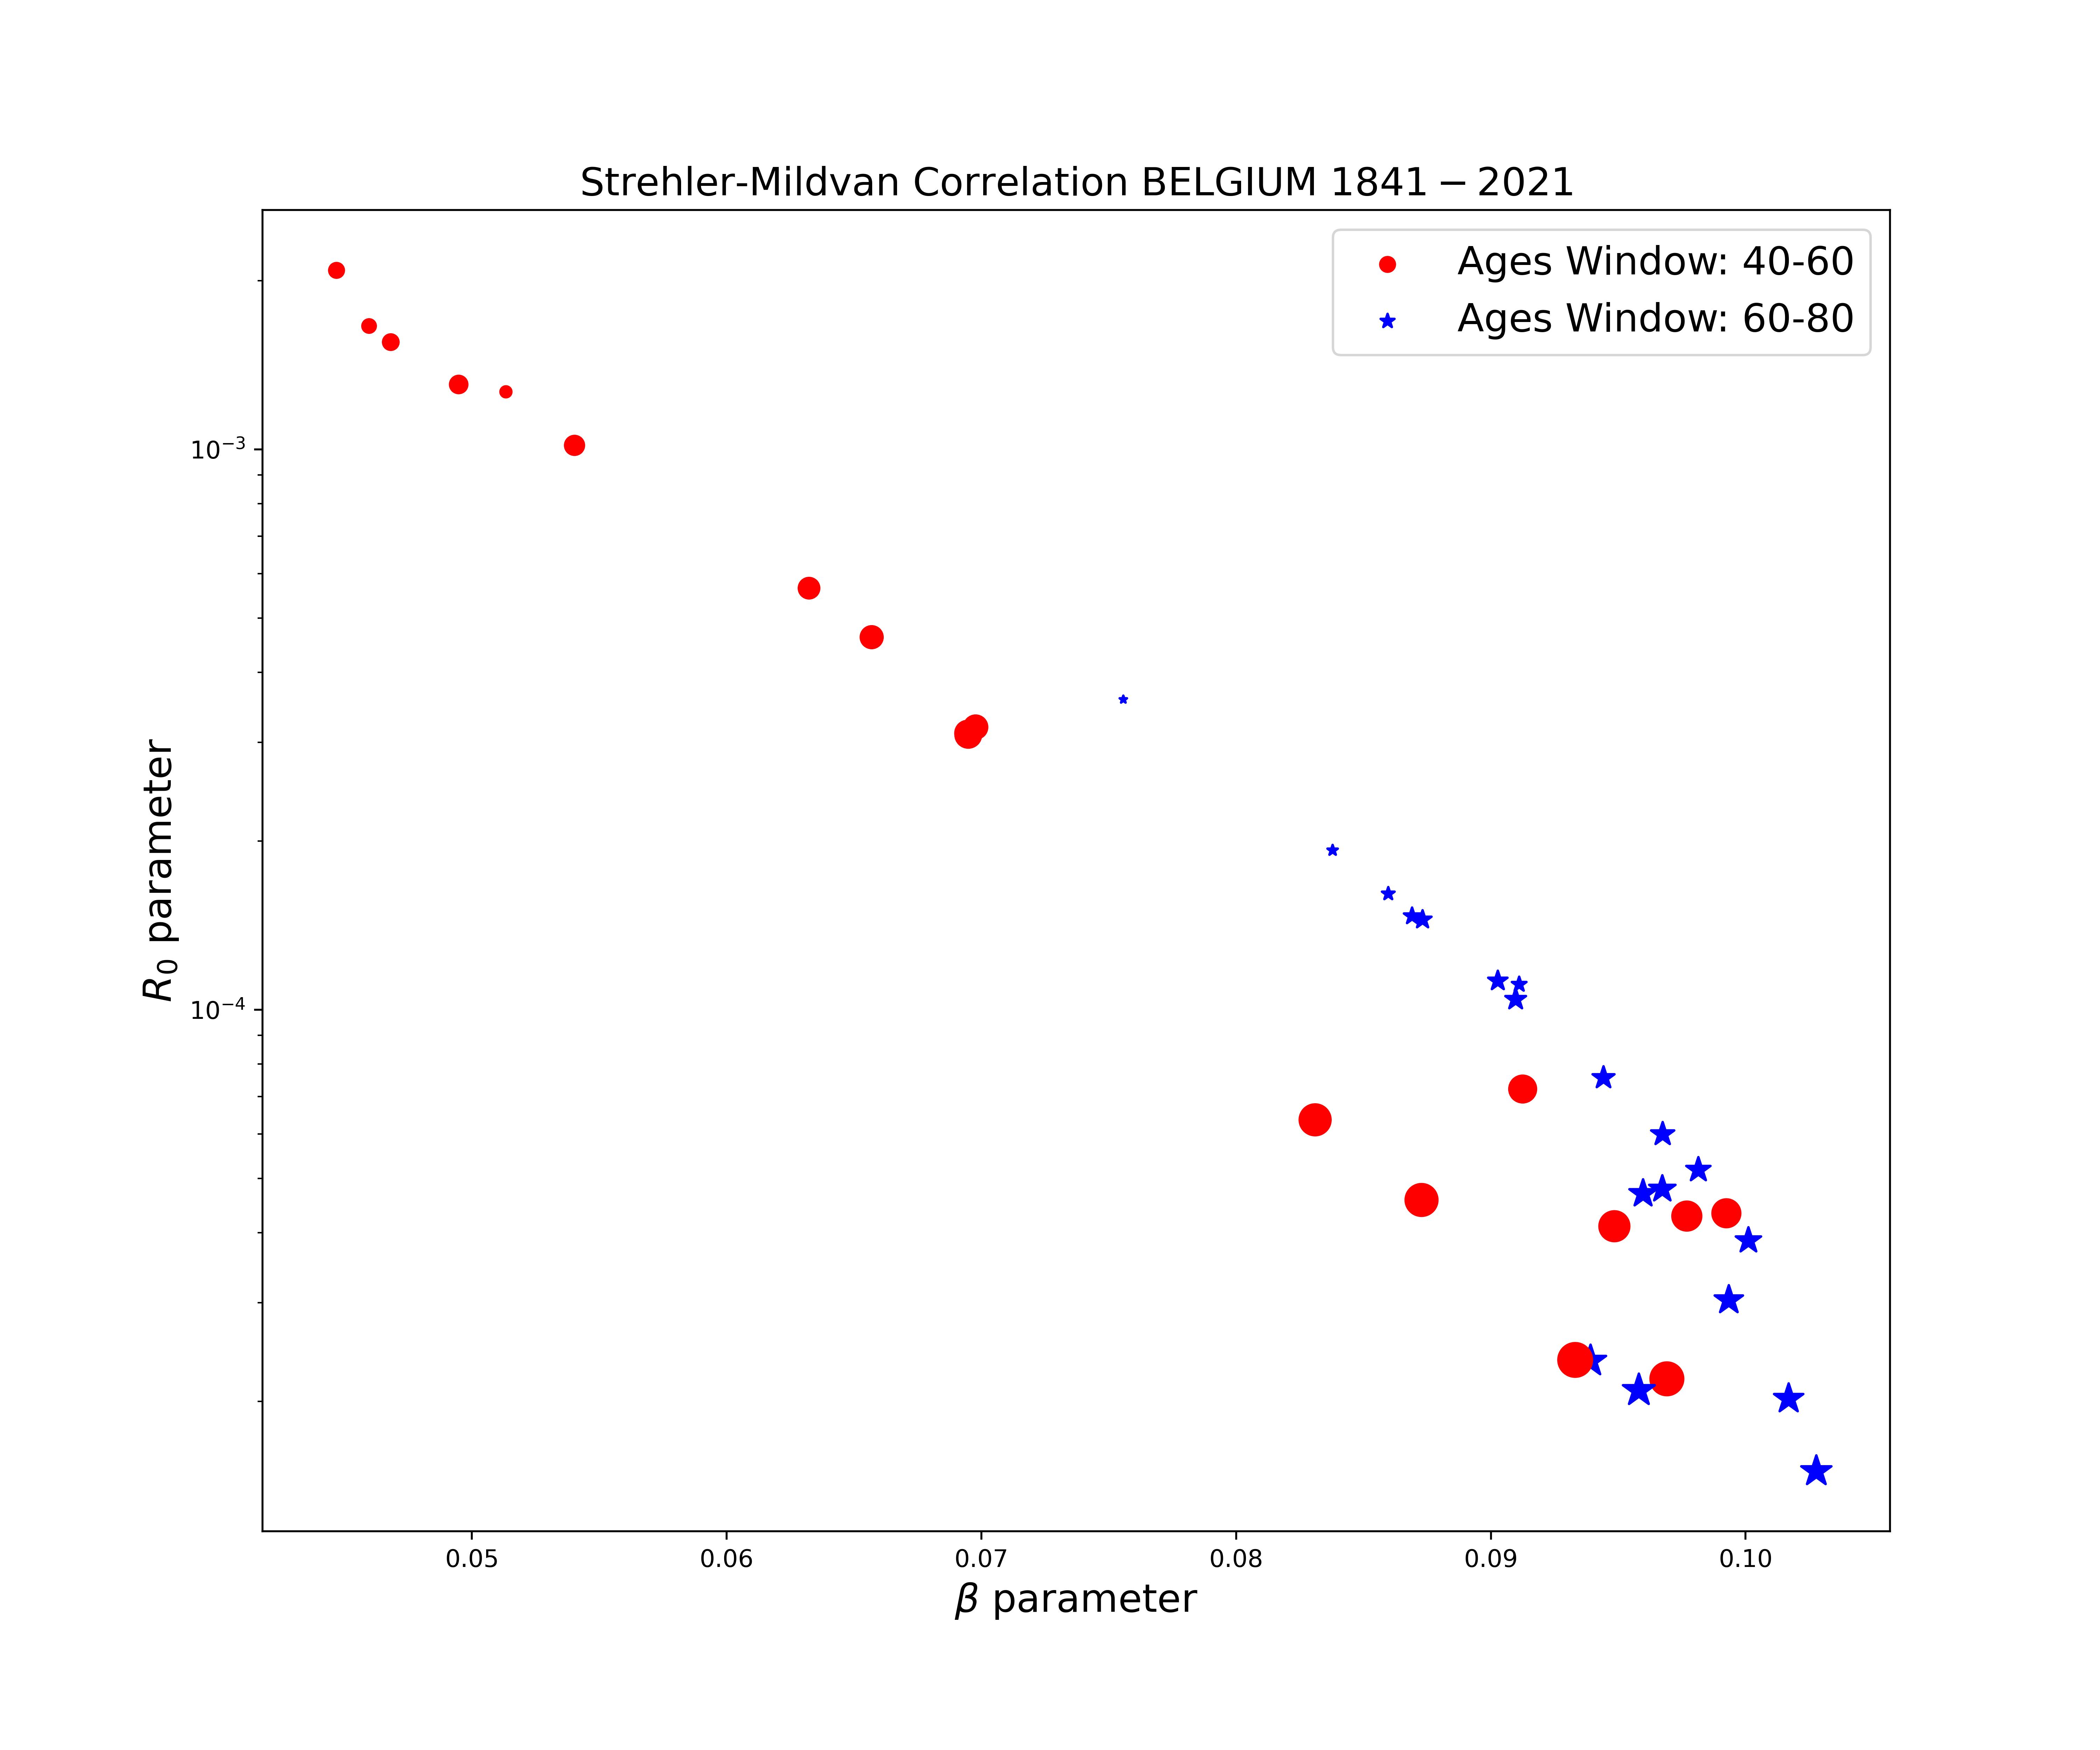 Strehler-Mildvan Correlation BELGIUM 1841 − 2021
Ages Window: 40-60
Ages Window: 60-80
10⁻³
10⁻⁴
R₀ parameter
0.05 0.06 0.07 0.08 0.09 0.10
β parameter